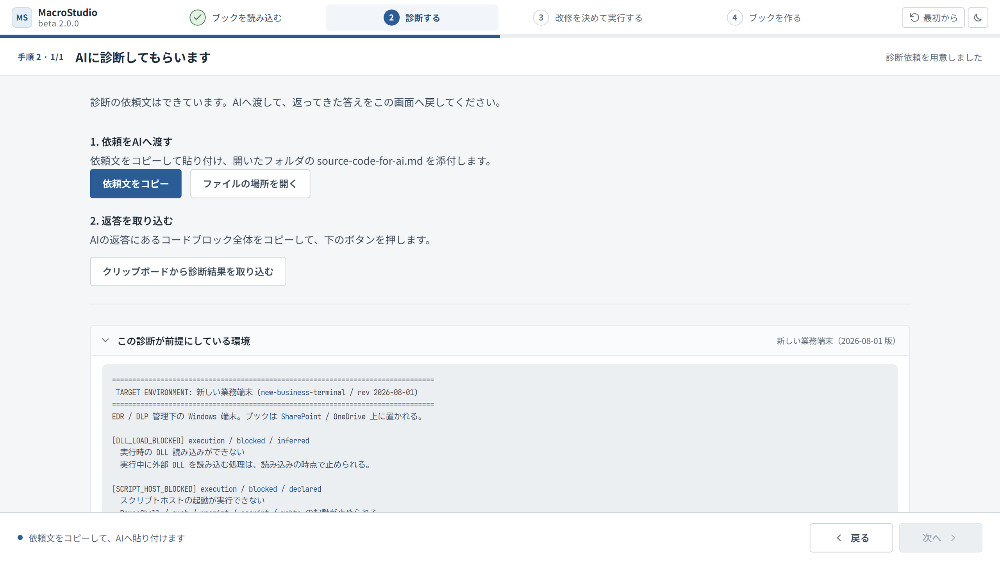 MS
MacroStudio
beta 2.0.0
ブックを読み込む
2 診断する
3 改修を決めて実行する
4 ブックを作る
最初から
手順 2 · 1/1
AIに診断してもらいます
診断依頼を用意しました
診断の依頼文はできています。AIへ渡して、返ってきた答えをこの画面へ戻してください。
1. 依頼をAIへ渡す
依頼文をコピーして貼り付け、開いたフォルダの source-code-for-ai.md を添付します。
依頼文をコピー
ファイルの場所を開く
2. 返答を取り込む
AIの返答にあるコードブロック全体をコピーして、下のボタンを押します。
クリップボードから診断結果を取り込む
この診断が前提にしている環境
新しい業務端末（2026-08-01 版）
================================================================================
TARGET ENVIRONMENT: 新しい業務端末 (new-business-terminal / rev 2026-08-01)
================================================================================
EDR / DLP 管理下の Windows 端末。ブックは SharePoint / OneDrive 上に置かれる。
[DLL_LOAD_BLOCKED] execution / blocked / inferred
実行時の DLL 読み込みができない
実行中に外部 DLL を読み込む処理は、読み込みの時点で止められる。
[SCRIPT_HOST_BLOCKED] execution / blocked / declared
スクリプトホストの起動が実行できない
PowerShell / pwsh / wscript / cscript / mshta の起動が止められる
依頼文をコピーして、AIへ貼り付けます
戻る
次へ